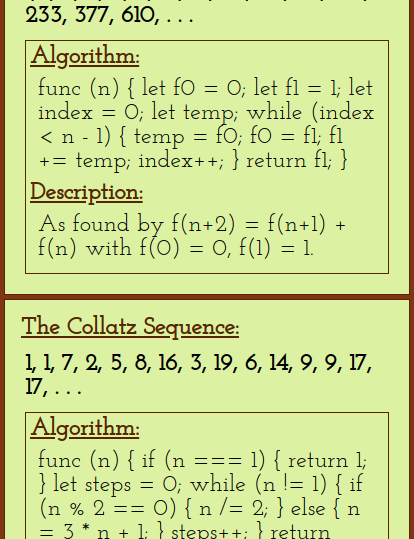 233, 377, 610, . . .
Algorithm:
func (n) { let f0 = 0; let f1 = 1; let
index = 0; let temp; while (index
< n - 1) { temp = f0; f0 = f1; f1
+= temp; index++; } return f1; }
Description:
As found by f(n+2) = f(n+1) +
f(n) with f(0) = 0, f(1) = 1.
The Collatz Sequence:
1, 1, 7, 2, 5, 8, 16, 3, 19, 6, 14, 9, 9, 17,
17, . . .
Algorithm:
func (n) { if (n === 1) { return 1;
} let steps = 0; while (n != 1) { if
(n % 2 == 0) { n /= 2; } else { n
= 3 * n + 1; } steps++; } return